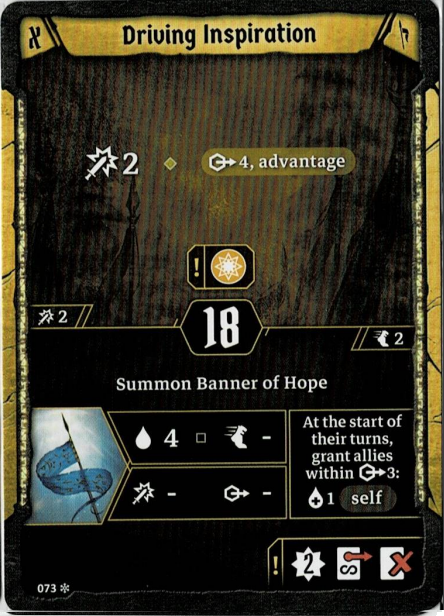 Driving Inspiration
2
4, advantage
!
18
2
2
Summon Banner of Hope
4 -
- -
At the start of
their turns,
grant allies
within 3:
1 self
! 2
073